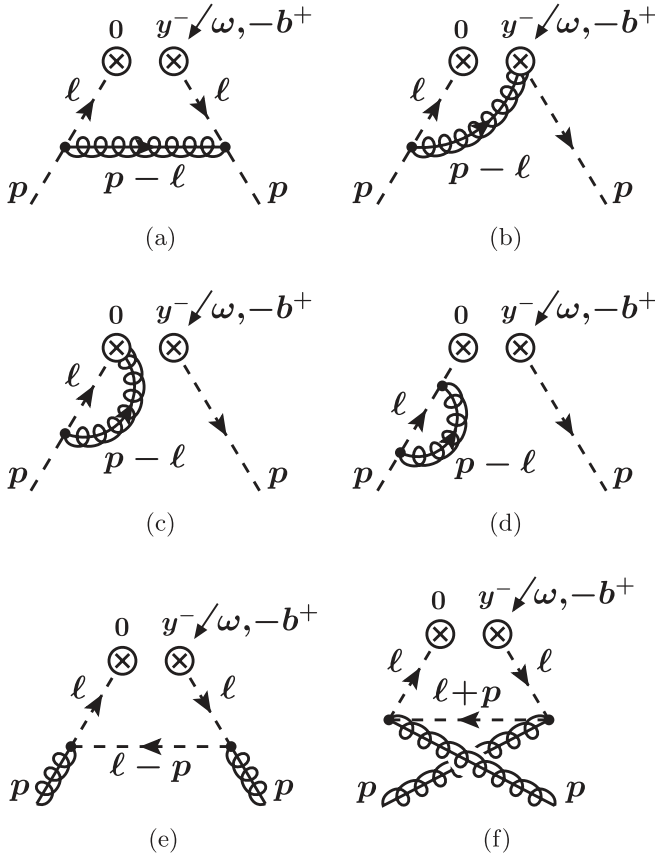 0 y⁻ ω,−b⁺ 0 y⁻ ω,−b⁺
ℓ ℓ ℓ
p p − ℓ p p p − ℓ p
(a) (b)
0 y⁻ ω,−b⁺ 0 y⁻ ω,−b⁺
ℓ ℓ
p p − ℓ p p p − ℓ p
(c) (d)
0 y⁻ ω,−b⁺ 0 y⁻ ω,−b⁺
ℓ ℓ ℓ ℓ
ℓ − p ℓ+p
p p p p
(e) (f)